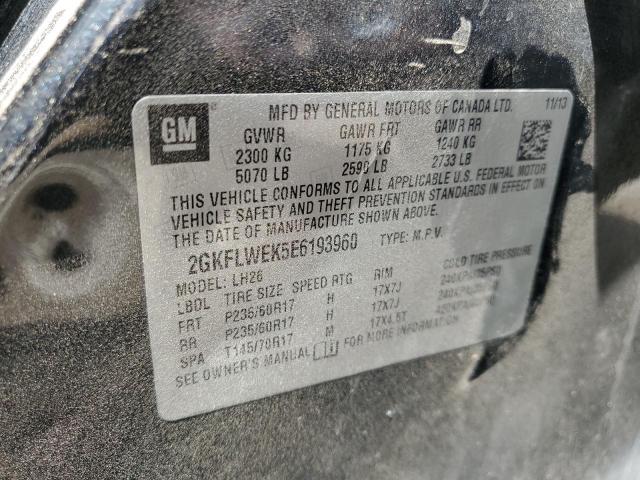 GM
MFD BY GENERAL MOTORS OF CANADA LTD. 11/13
GVWR GAWR FRT GAWR RR
2300 KG 1175 KG 1240 KG
5070 LB 2590 LB 2733 LB
THIS VEHICLE CONFORMS TO ALL APPLICABLE U.S. FEDERAL MOTOR
VEHICLE SAFETY AND THEFT PREVENTION STANDARDS IN EFFECT ON
THE DATE OF MANUFACTURE SHOWN ABOVE.
2GKFLWEK5E6193960 TYPE: M.P.V.
MODEL: LH26
LBDL TIRE SIZE SPEED RTG RIM COLD TIRE PRESSURE
FRT P235/60R17 H 17X7J 240KPA/35PSI
RR P235/60R17 H 17X7J 240KPA/35PSI
SPA T145/70R17 M 17X4.5T
SEE OWNER'S MANUAL FOR MORE INFORMATION